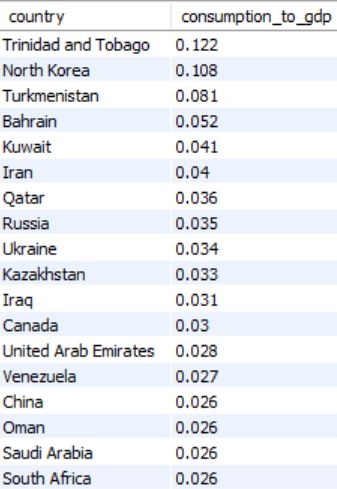 country consumption_to_gdp
Trinidad and Tobago 0.122
North Korea 0.108
Turkmenistan 0.081
Bahrain 0.052
Kuwait 0.041
Iran 0.04
Qatar 0.036
Russia 0.035
Ukraine 0.034
Kazakhstan 0.033
Iraq 0.031
Canada 0.03
United Arab Emirates 0.028
Venezuela 0.027
China 0.026
Oman 0.026
Saudi Arabia 0.026
South Africa 0.026